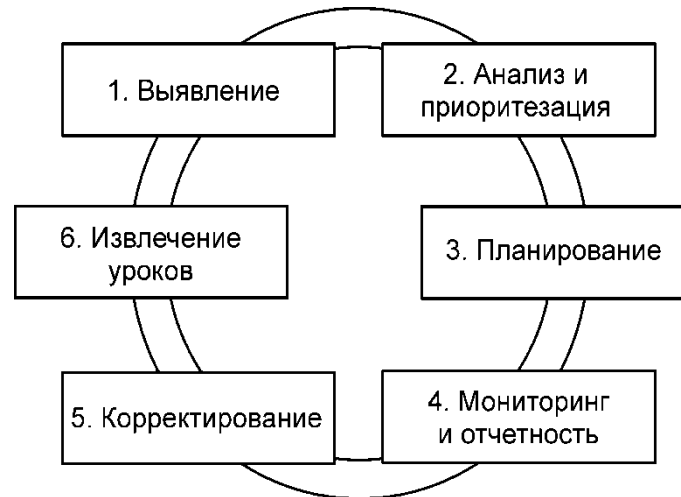 1. Выявление
2. Анализ и
приоритезация
3. Планирование
4. Мониторинг
и отчетность
5. Корректирование
6. Извлечение
уроков